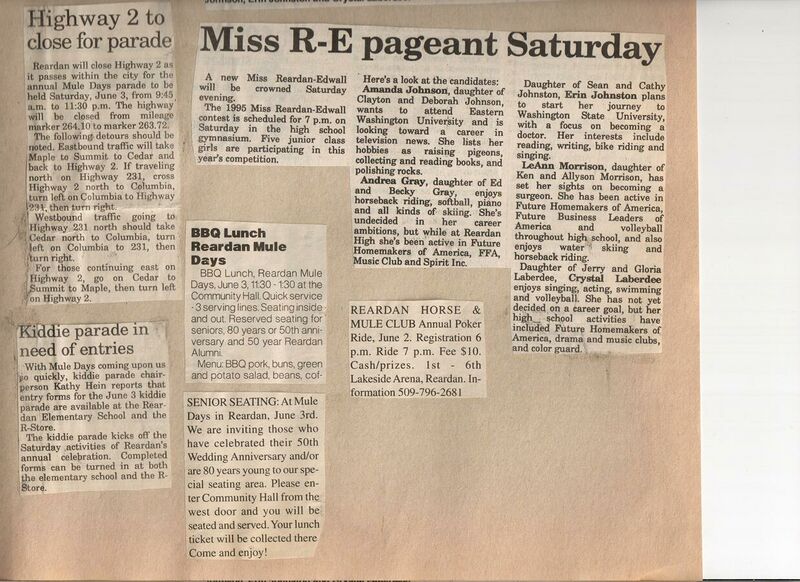 Highway 2 to
close for parade
Reardan will close Highway 2 as
it passes within the city for the
annual Mule Days parade to be
held Saturday, June 3, from 9:45
a.m. to 11:30 p.m. The highway
will be closed from mileage
marker 264.10 to marker 263.72.
The following detours should be
noted. Eastbound traffic will take
Maple to Summit to Cedar and
back to Highway 2. If traveling
north on Highway 231, cross
Highway 2 north to Columbia,
turn left on Columbia to Highway
231, then turn right.
Westbound traffic going to
Highway 231 north should take
Cedar north to Columbia, turn
left on Columbia to 231, then
turn right.
For those continuing east on
Highway 2, go on Cedar to
Summit to Maple, then turn left
on Highway 2.
Kiddie parade in
need of entries
With Mule Days coming upon us
so quickly, kiddie parade chair-
person Kathy Hein reports that
entry forms for the June 3 kiddie
parade are available at the Rear-
dan Elementary School and the
R-Store.
The kiddie parade kicks off the
Saturday activities of Reardan's
annual celebration. Completed
forms can be turned in at both
the elementary school and the R-
Store.
Miss R-E pageant Saturday
A new Miss Reardan-Edwall
will be crowned Saturday
evening.
The 1995 Miss Reardan-Edwall
contest is scheduled for 7 p.m. on
Saturday in the high school
gymnasium. Five junior class
girls are participating in this
year's competition.
Here's a look at the candidates:
Amanda Johnson, daughter of
Clayton and Deborah Johnson,
wants to attend Eastern
Washington University and is
looking toward a career in
television news. She lists her
hobbies as raising pigeons,
collecting and reading books, and
polishing rocks.
Andrea Gray, daughter of Ed
and Becky Gray, enjoys
horseback riding, softball, piano
and all kinds of skiing. She's
undecided in her career
ambitions, but while at Reardan
High she's been active in Future
Homemakers of America, FFA,
Music Club and Spirit Inc.
Daughter of Sean and Cathy
Johnston, Erin Johnston plans
to start her journey to
Washington State University,
with a focus on becoming a
doctor. Her interests include
reading, writing, bike riding and
singing.
LeAnn Morrison, daughter of
Ken and Allyson Morrison, has
set her sights on becoming a
surgeon. She has been active in
Future Homemakers of America,
Future Business Leaders of
America and volleyball
throughout high school, and also
enjoys water skiing and
horseback riding.
Daughter of Jerry and Gloria
Laberdee, Crystal Laberdee
enjoys singing, acting, swimming
and volleyball. She has not yet
decided on a career goal, but her
high school activities have
included Future Homemakers of
America, drama and music clubs,
and color guard.
BBQ Lunch
Reardan Mule
Days
BBQ Lunch, Reardan Mule
Days, June 3, 11:30 - 1:30 at the
Community Hall. Quick service
- 3 serving lines. Seating inside
and out. Reserved seating for
seniors, 80 years or 50th anni-
versary and 50 year Reardan
Alumni.
Menu: BBQ pork, buns, green
and potato salad, beans, cof-
SENIOR SEATING: At Mule
Days in Reardan, June 3rd.
We are inviting those who
have celebrated their 50th
Wedding Anniversary and/or
are 80 years young to our spe-
cial seating area. Please en-
ter Community Hall from the
west door and you will be
seated and served. Your lunch
ticket will be collected there
Come and enjoy!
REARDAN HORSE &
MULE CLUB Annual Poker
Ride, June 2. Registration 6
p.m. Ride 7 p.m. Fee $10.
Cash/prizes. 1st - 6th
Lakeside Arena, Reardan. In-
formation 509-796-2681